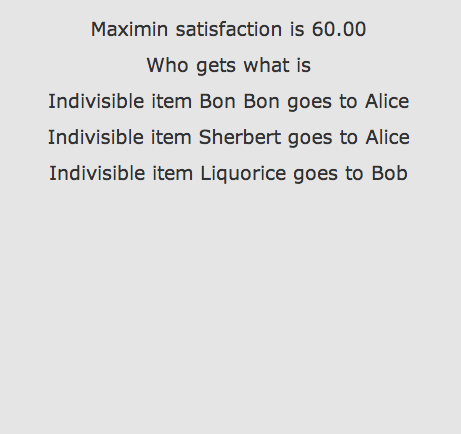 Maximin satisfaction is 60.00
Who gets what is
Indivisible item Bon Bon goes to Alice
Indivisible item Sherbert goes to Alice
Indivisible item Liquorice goes to Bob